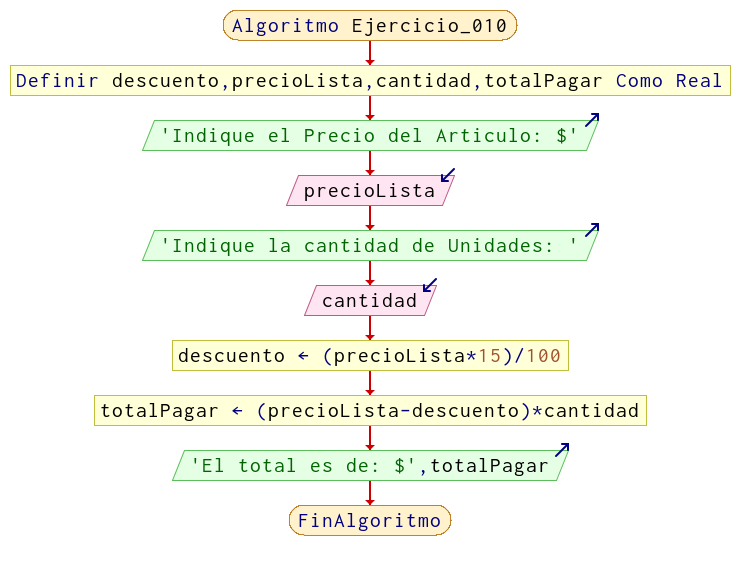 Algoritmo Ejercicio_010
Definir descuento,precioLista,cantidad,totalPagar Como Real
'Indique el Precio del Articulo: $'
precioLista
'Indique la cantidad de Unidades: '
cantidad
descuento ← (precioLista*15)/100
totalPagar ← (precioLista-descuento)*cantidad
'El total es de: $',totalPagar
FinAlgoritmo